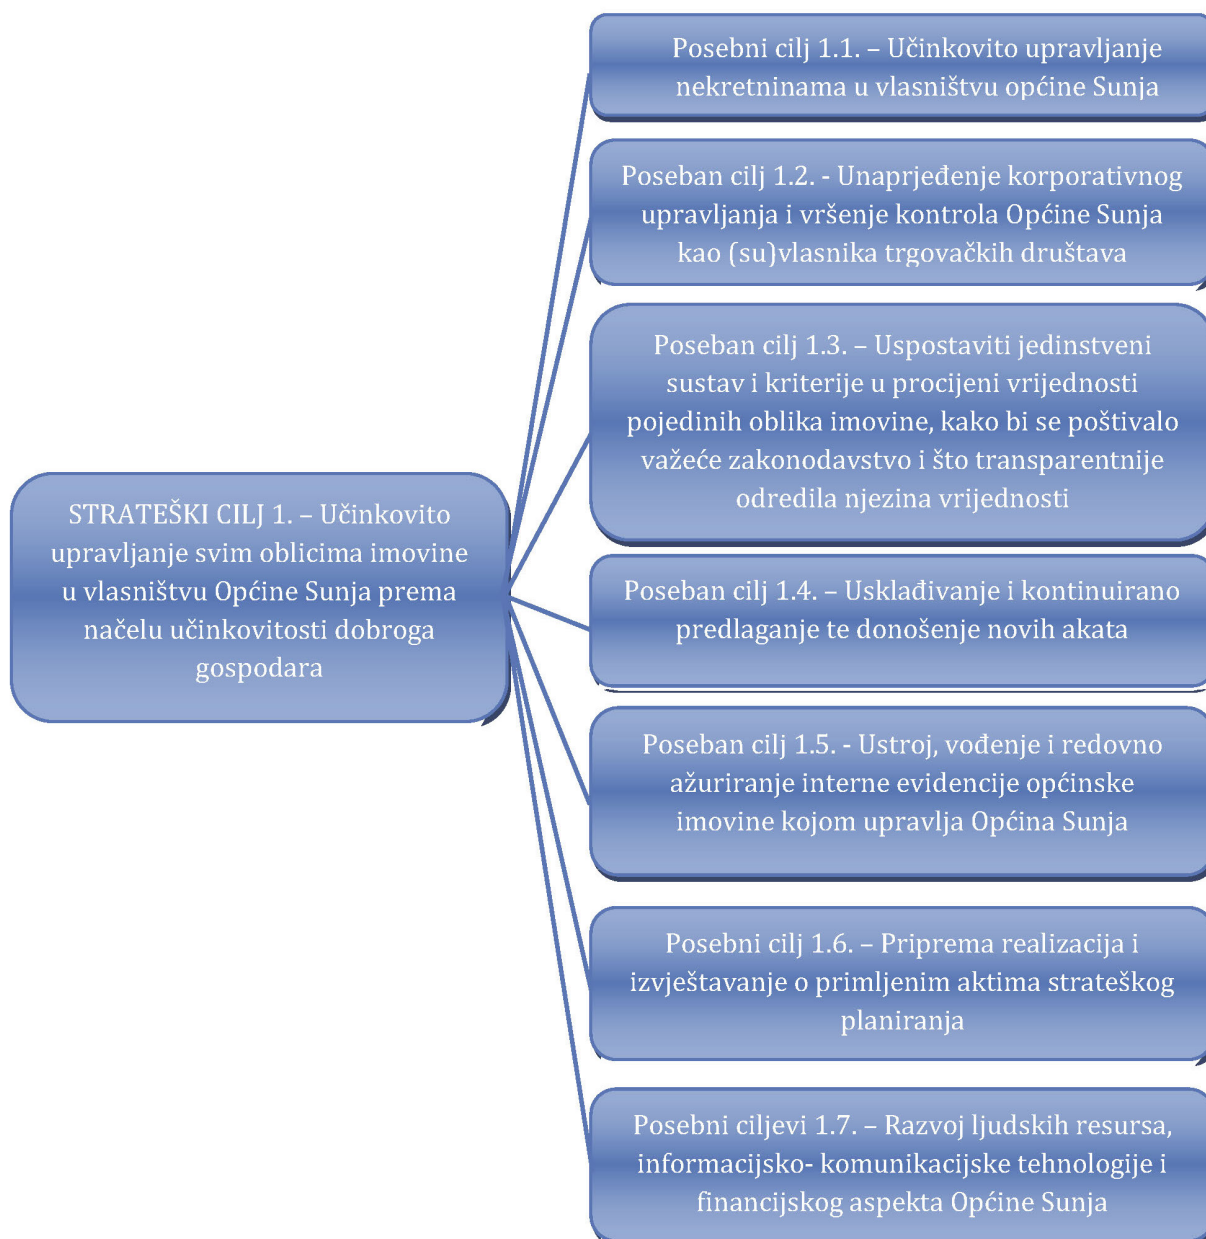 Posebni cilj 1.1. – Učinkovito upravljanje
nekretninama u vlasništvu općine Sunja
Poseban cilj 1.2. - Unaprjeđenje korporativnog
upravljanja i vršenje kontrola Općine Sunja
kao (su)vlasnika trgovačkih društava
Poseban cilj 1.3. – Uspostaviti jedinstveni
sustav i kriterije u procijeni vrijednosti
pojedinih oblika imovine, kako bi se poštivalo
važeće zakonodavstvo i što transparentnije
odredila njezina vrijednosti
STRATEŠKI CILJ 1. – Učinkovito
upravljanje svim oblicima imovine
u vlasništvu Općine Sunja prema
načelu učinkovitosti dobroga
gospodara
Poseban cilj 1.4. – Usklađivanje i kontinuirano
predlaganje te donošenje novih akata
Poseban cilj 1.5. - Ustroj, vođenje i redovno
ažuriranje interne evidencije općinske
imovine kojom upravlja Općina Sunja
Posebni cilj 1.6. – Priprema realizacija i
izvještavanje o primljenim aktima strateškog
planiranja
Posebni ciljevi 1.7. – Razvoj ljudskih resursa,
informacijsko- komunikacijske tehnologije i
financijskog aspekta Općine Sunja